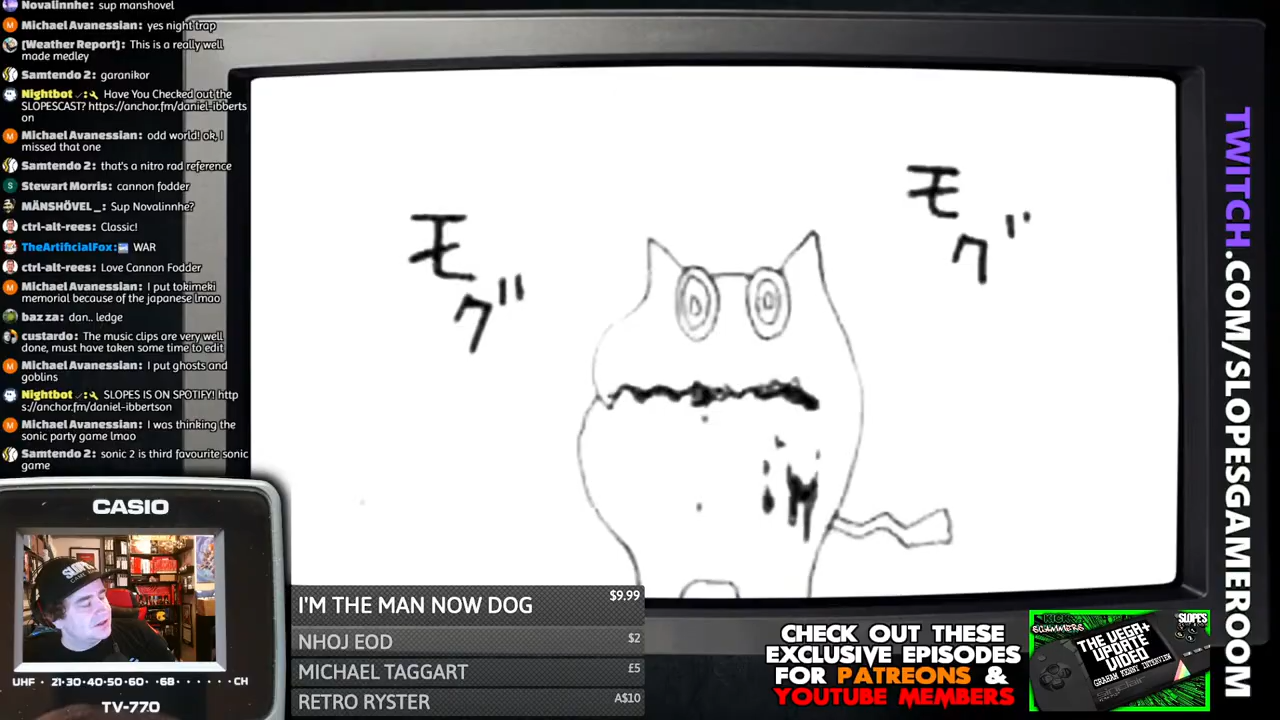 Novalinnhe: sup manshovel
Michael Avanessian: yes night trap
[Weather Report]: This is a really well
made medley
Samtendo 2: garanikor
Nightbot: Have You Checked out the
SLOPESCAST? https://anchor.fm/daniel-ibberts
on
Michael Avanessian: odd world! ok, I
missed that one
Samtendo 2: that's a nitro rad reference
Stewart Morris: cannon fodder
MÄNSHÖVEL_: Sup Novalinnhe?
ctrl-alt-rees: Classic!
TheArtificialFox: WAR
ctrl-alt-rees: Love Cannon Fodder
Michael Avanessian: I put tokimeki
memorial because of the japanese lmao
baz za: dan.. ledge
custardo: The music clips are very well
done, must have taken some time to edit
Michael Avanessian: I put ghosts and
goblins
Nightbot: SLOPES IS ON SPOTIFY! http
s://anchor.fm/daniel-ibbertson
Michael Avanessian: I was thinking the
sonic party game lmao
Samtendo 2: sonic 2 is third favourite sonic
game
モグ
モグ
CASIO
SLOPES
UHF · 21·30·40·50·60 · ·68 · · · · · · CH
TV-770
I'M THE MAN NOW DOG $9.99
NHOJ EOD $2
MICHAEL TAGGART £5
RETRO RYSTER A$10
CHECK OUT THESE
EXCLUSIVE EPISODES
FOR PATREONS &
YOUTUBE MEMBERS
KICK
SCAMMERS
SLOPES
THE VEGA+
UPDATE
VIDEO
GRAHAM KENNY INTERVIEW
sinclair
TWITCH.COM/SLOPESGAMEROOM